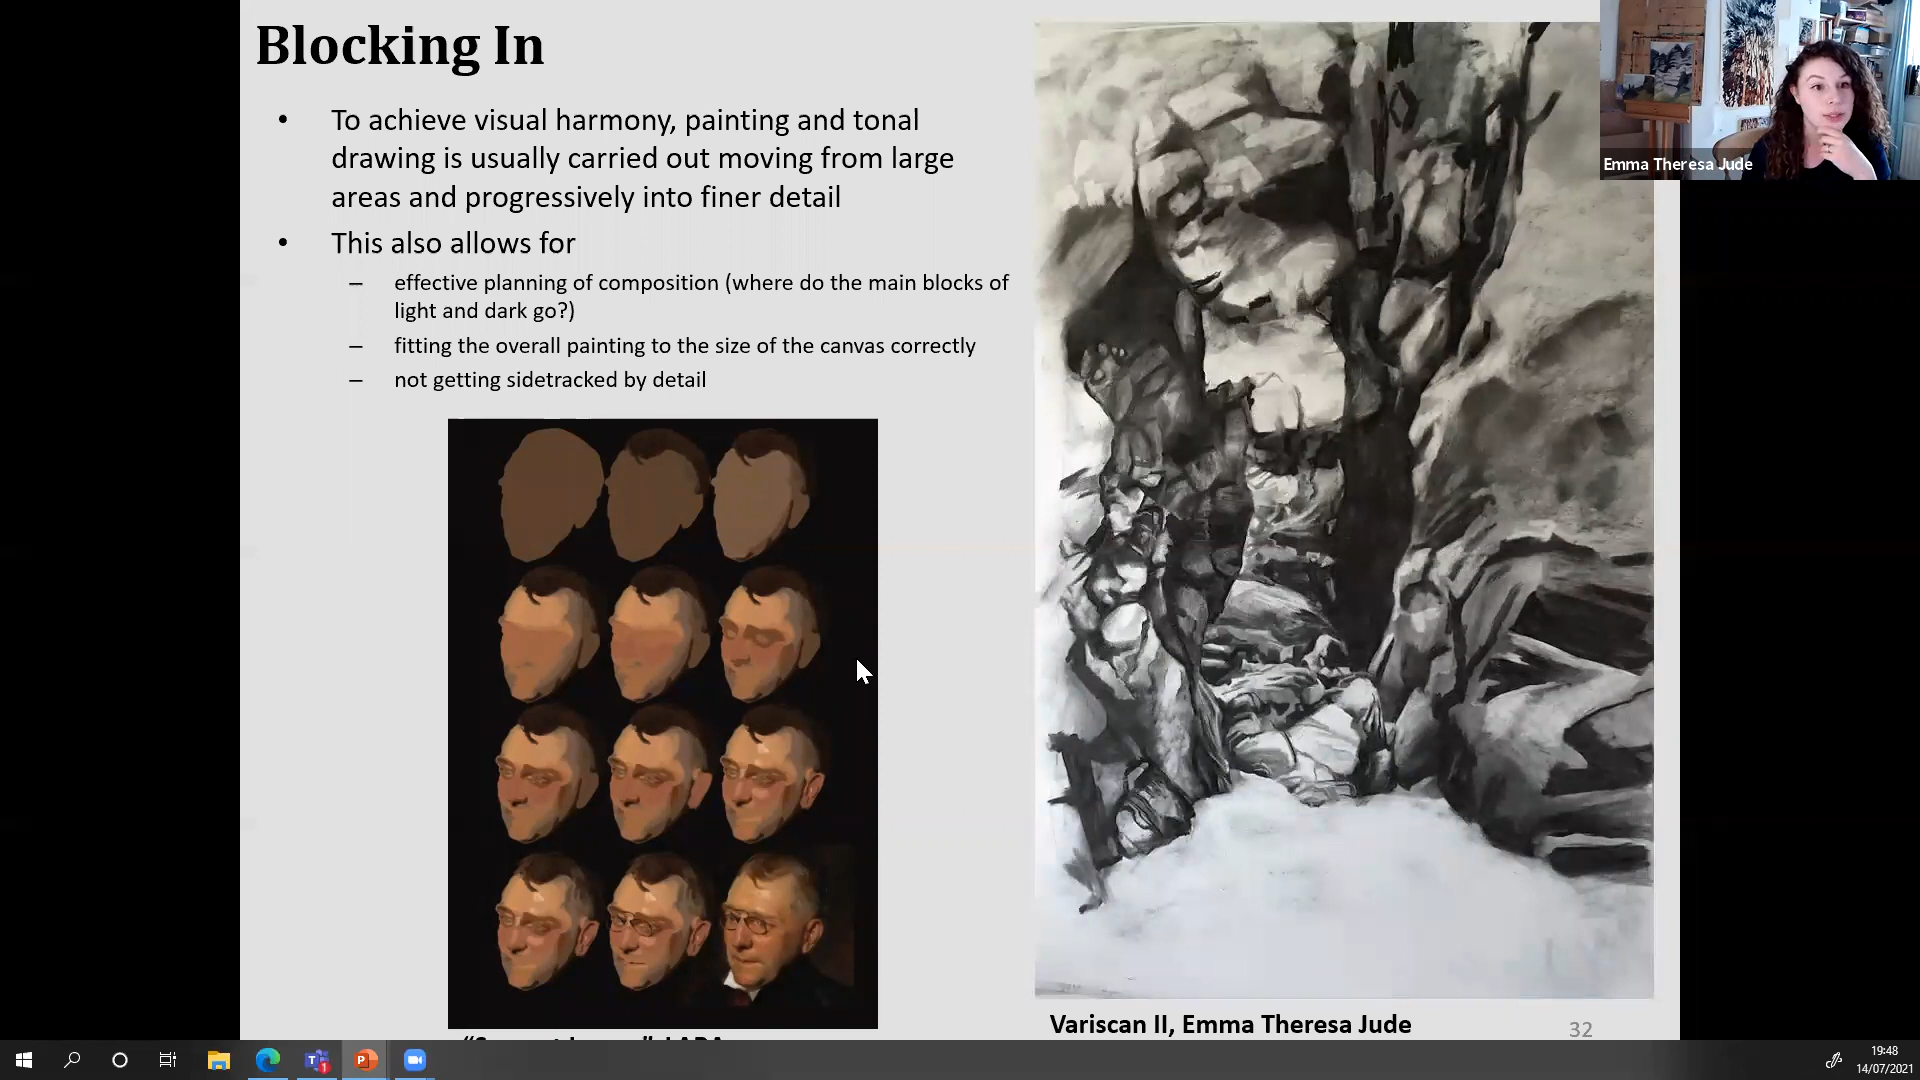 Blocking In
• To achieve visual harmony, painting and tonal
drawing is usually carried out moving from large
areas and progressively into finer detail
• This also allows for
– effective planning of composition (where do the main blocks of
light and dark go?)
– fitting the overall painting to the size of the canvas correctly
– not getting sidetracked by detail
Emma Theresa Jude
Variscan II, Emma Theresa Jude
32
19:48
14/07/2021